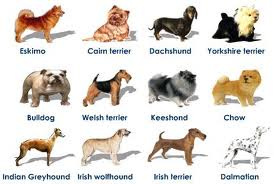 Eskimo Cairn terrier Dachshund Yorkshire terrier
Bulldog Welsh terrier Keeshond Chow
Indian Greyhound Irish wolfhound Irish terrier Dalmatian